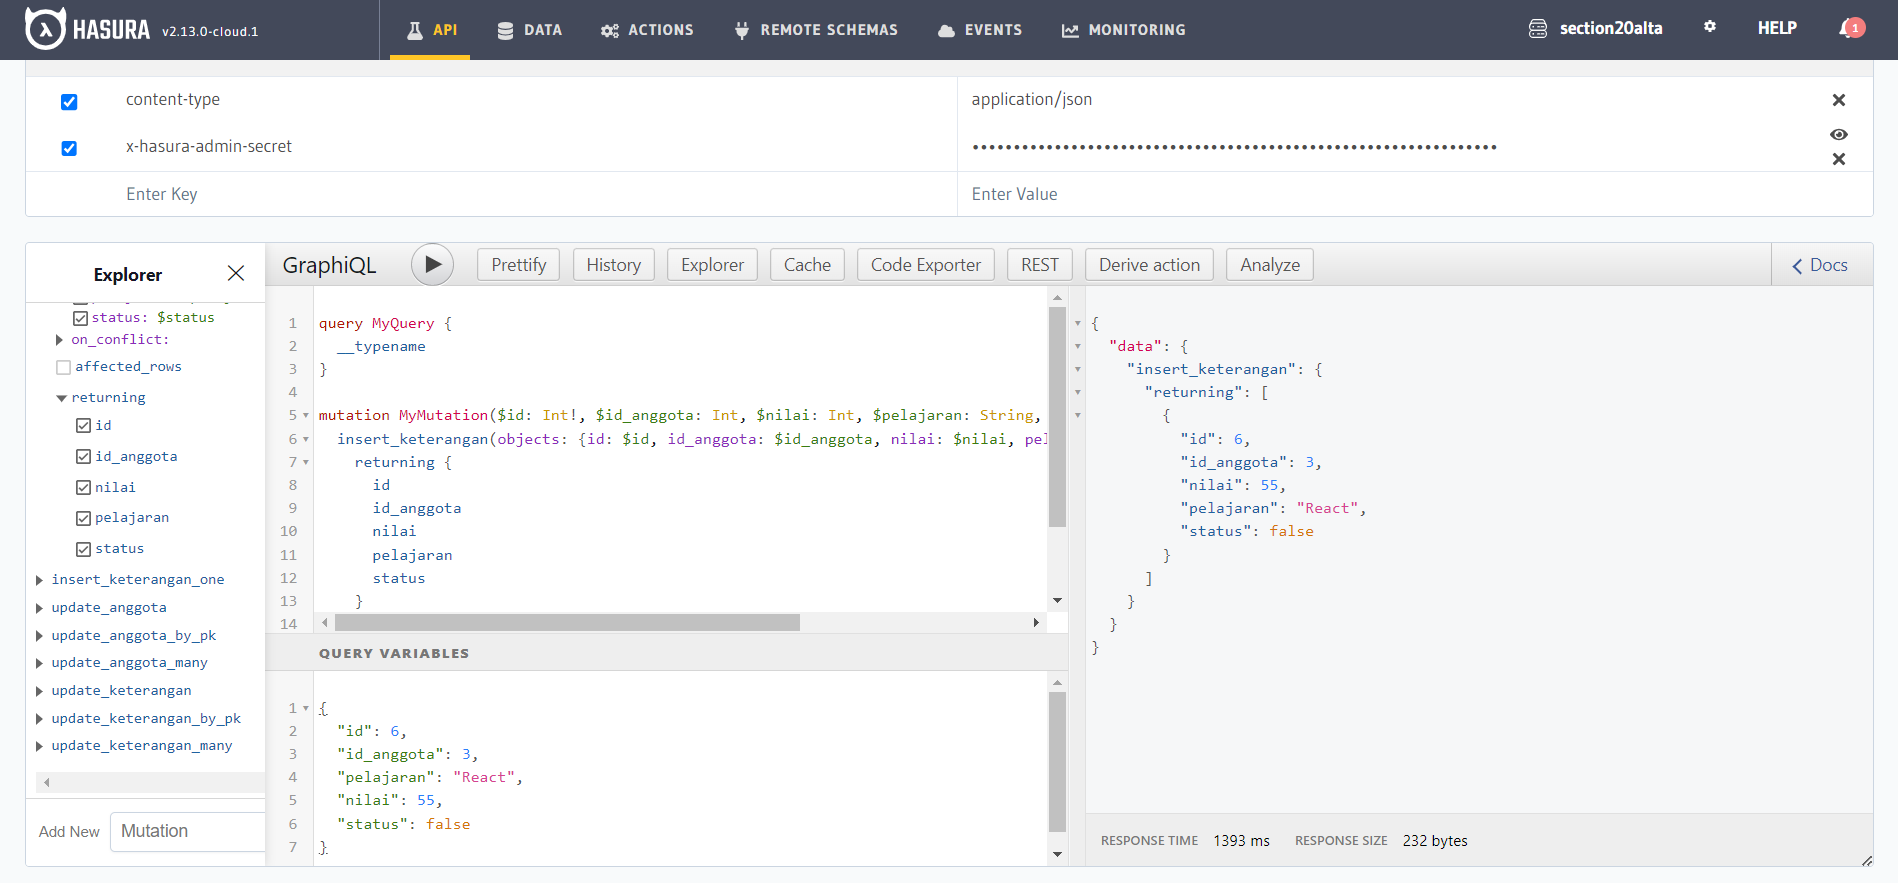 HASURA v2.13.0-cloud.1 API DATA ACTIONS REMOTE SCHEMAS EVENTS MONITORING section20alta HELP 1
content-type application/json
x-hasura-admin-secret ••••••••••••••••••••••••••••••••••••••••••••••••••••••••••••••••
Enter Key Enter Value
Explorer
status: $status
on_conflict:
affected_rows
returning
id
id_anggota
nilai
pelajaran
status
insert_keterangan_one
update_anggota
update_anggota_by_pk
update_anggota_many
update_keterangan
update_keterangan_by_pk
update_keterangan_many
Add New Mutation
GraphiQL Prettify History Explorer Cache Code Exporter REST Derive action Analyze Docs
1 query MyQuery {
2 __typename
3 }
4
5 mutation MyMutation($id: Int!, $id_anggota: Int, $nilai: Int, $pelajaran: String,
6 insert_keterangan(objects: {id: $id, id_anggota: $id_anggota, nilai: $nilai, pel
7 returning {
8 id
9 id_anggota
10 nilai
11 pelajaran
12 status
13 }
14
QUERY VARIABLES
1 {
2 "id": 6,
3 "id_anggota": 3,
4 "pelajaran": "React",
5 "nilai": 55,
6 "status": false
7 }
{
"data": {
"insert_keterangan": {
"returning": [
{
"id": 6,
"id_anggota": 3,
"nilai": 55,
"pelajaran": "React",
"status": false
}
]
}
}
}
RESPONSE TIME 1393 ms RESPONSE SIZE 232 bytes